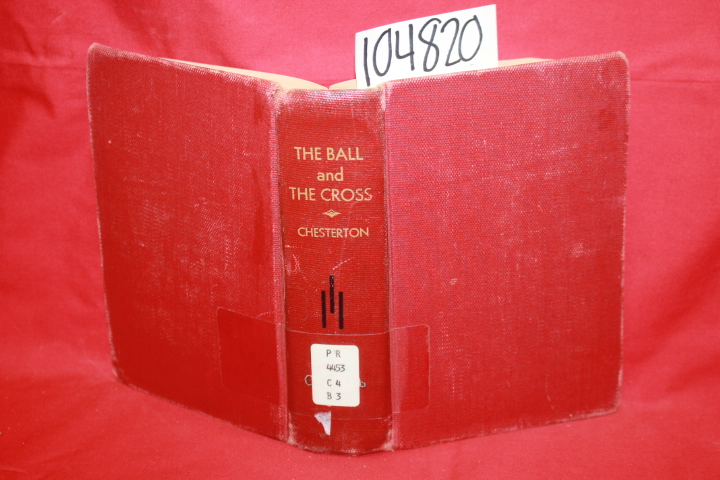 104820
THE BALL
and
THE CROSS
CHESTERTON
PR
4453
C4
B3